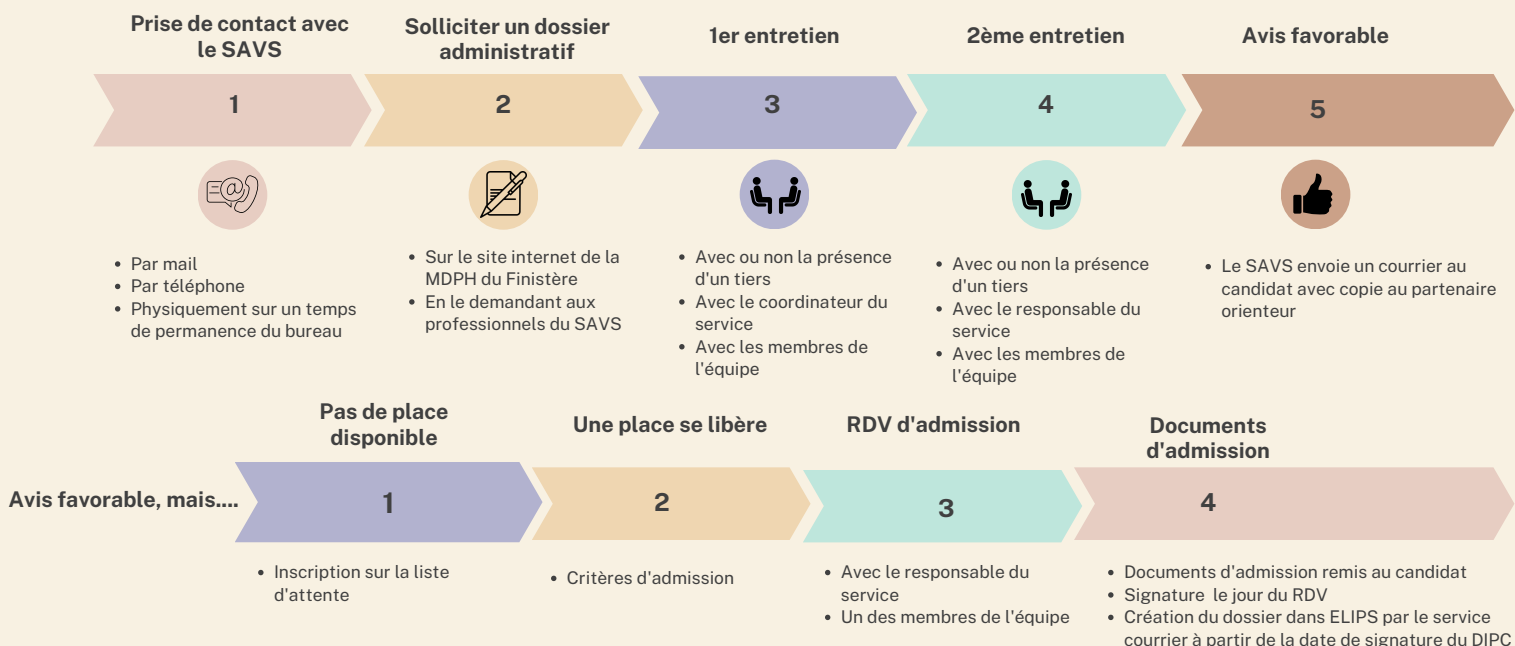 Prise de contact avec
le SAVS
Solliciter un dossier
administratif
1er entretien
2ème entretien
Avis favorable
1
2
3
4
5
• Par mail
• Par téléphone
• Physiquement sur un temps
de permanence du bureau
• Sur le site internet de la
MDPH du Finistère
• En le demandant aux
professionnels du SAVS
• Avec ou non la présence
d'un tiers
• Avec le coordinateur du
service
• Avec les membres de
l'équipe
• Avec ou non la présence
d'un tiers
• Avec le responsable du
service
• Avec les membres de
l'équipe
• Le SAVS envoie un courrier au
candidat avec copie au partenaire
orienteur
Avis favorable, mais....
Pas de place
disponible
Une place se libère
RDV d'admission
Documents
d'admission
1
2
3
4
• Inscription sur la liste
d'attente
• Critères d'admission
• Avec le responsable du
service
• Un des membres de l'équipe
• Documents d'admission remis au candidat
• Signature le jour du RDV
• Création du dossier dans ELIPS par le service
courrier à partir de la date de signature du DIPC